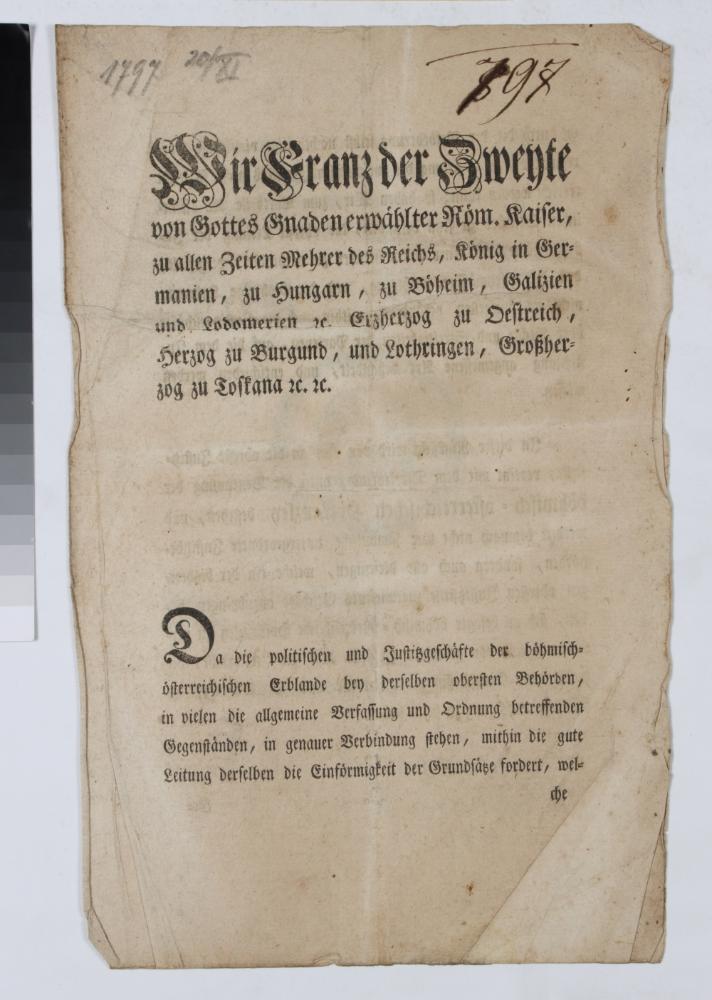 1797 20/XI
797
Wir Franz der Zweyte
von Gottes Gnaden erwählter Röm. Kaiser,
zu allen Zeiten Mehrer des Reichs, König in Ger-
manien, zu Hungarn, zu Böheim, Galizien
und Lodomerien ꝛc. Erzherzog zu Oestreich,
Herzog zu Burgund, und Lothringen, Großher-
zog zu Toskana ꝛc. ꝛc.
Da die politischen und Justitzgeschäfte der böhmisch-
österreichischen Erblande bey derselben obersten Behörden,
in vielen die allgemeine Verfassung und Ordnung betreffenden
Gegenständen, in genauer Verbindung stehen, mithin die gute
Leitung derselben die Einförmigkeit der Grundsätze fordert, wel-
che